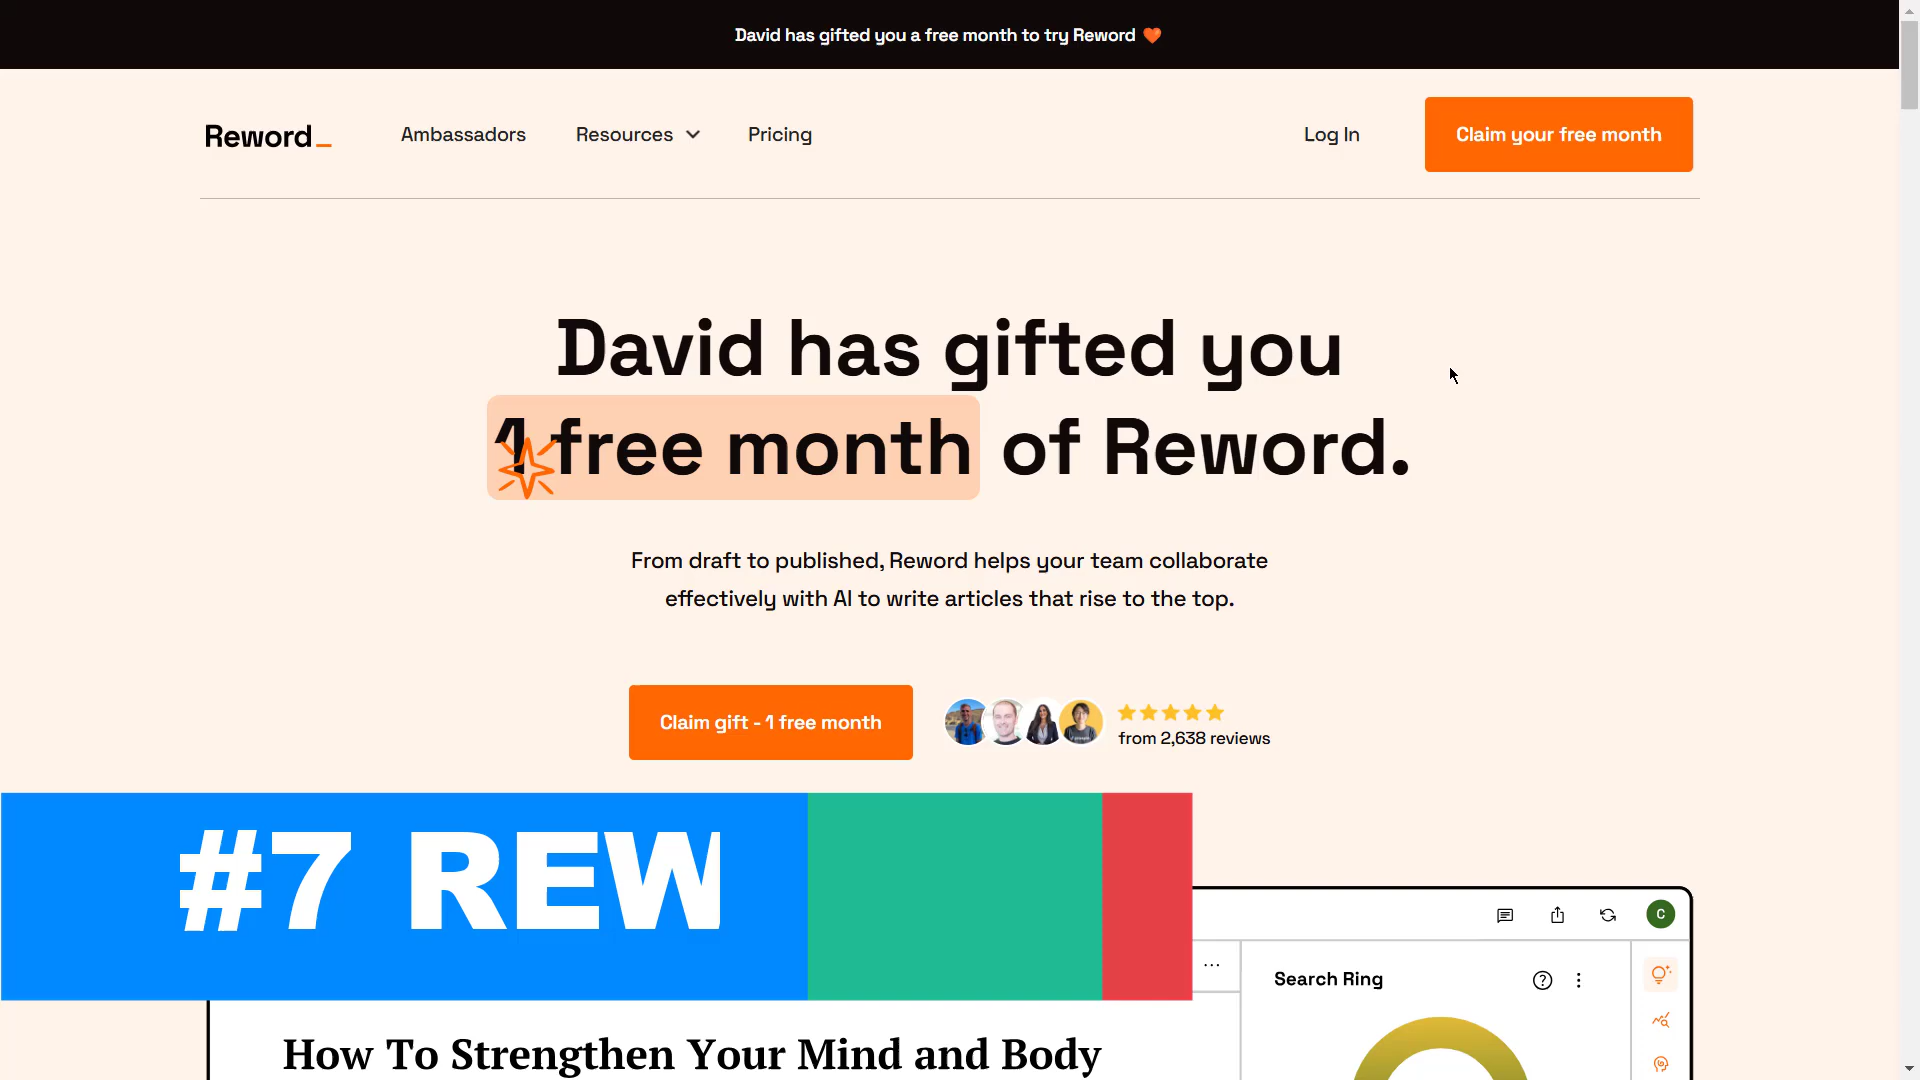 David has gifted you a free month to try Reword
Reword_
Ambassadors
Resources
Pricing
Log In
Claim your free month
David has gifted you
1 free month of Reword.
From draft to published, Reword helps your team collaborate
effectively with AI to write articles that rise to the top.
Claim gift - 1 free month
from 2,638 reviews
#7 REW
C
...
Search Ring
?
How To Strengthen Your Mind and Body